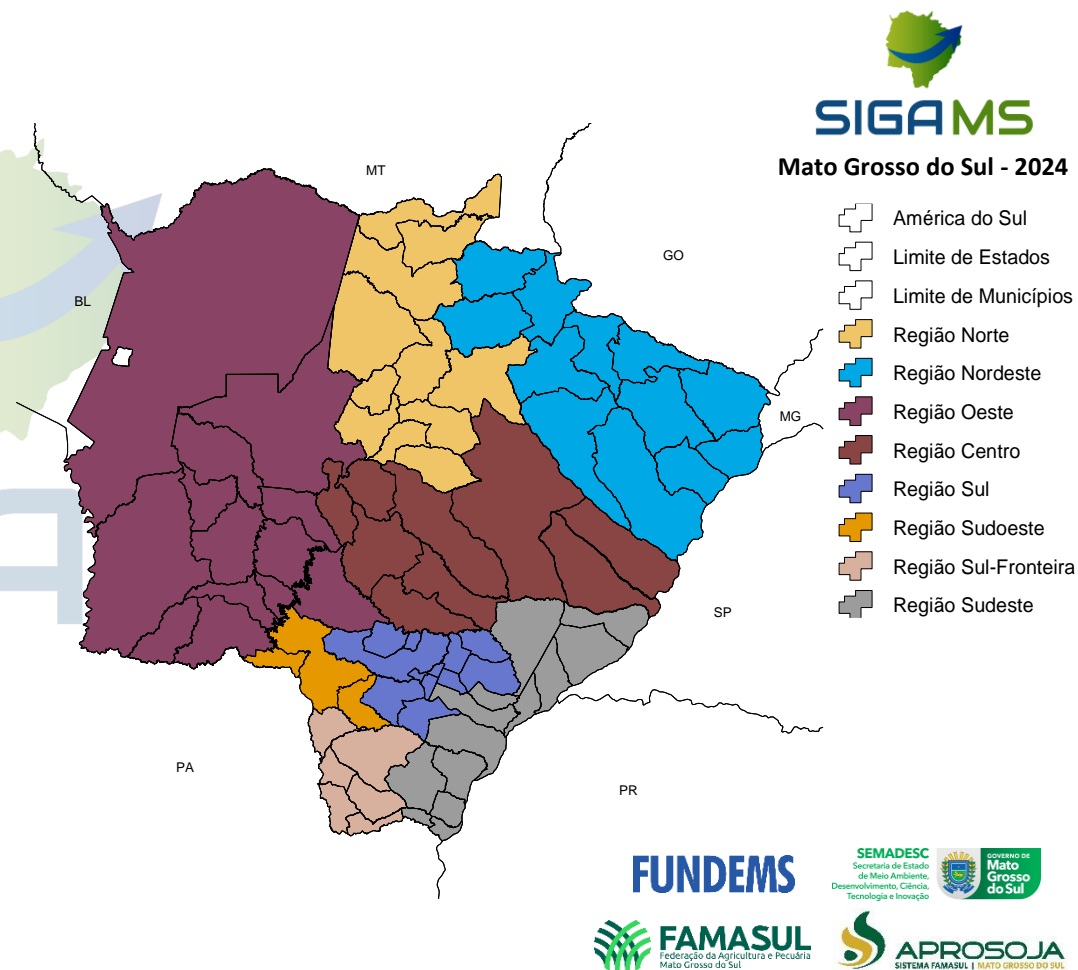 SIGAMS
Mato Grosso do Sul - 2024
América do Sul
Limite de Estados
Limite de Municípios
Região Norte
Região Nordeste
Região Oeste
Região Centro
Região Sul
Região Sudoeste
Região Sul-Fronteira
Região Sudeste
MT
GO
BL
MG
SP
PA
PR
FUNDEMS
SEMADESC
Secretaria de Estado
de Meio Ambiente,
Desenvolvimento, Ciência,
Tecnologia e Inovação
GOVERNO DE
Mato
Grosso
do Sul
FAMASUL
Federação da Agricultura e Pecuária
Mato Grosso do Sul
APROSOJA
SISTEMA FAMASUL | MATO GROSSO DO SUL